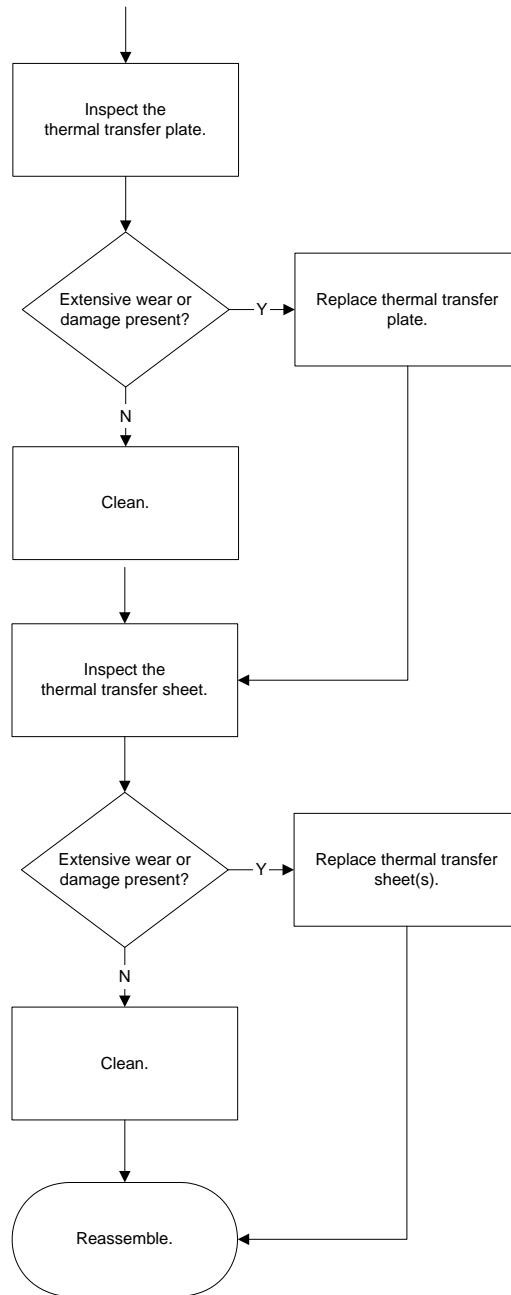 Inspect the
thermal transfer plate.
Extensive wear or
damage present?
Y
Replace thermal transfer
plate.
N
Clean.
Inspect the
thermal transfer sheet.
Extensive wear or
damage present?
Y
Replace thermal transfer
sheet(s).
N
Clean.
Reassemble.